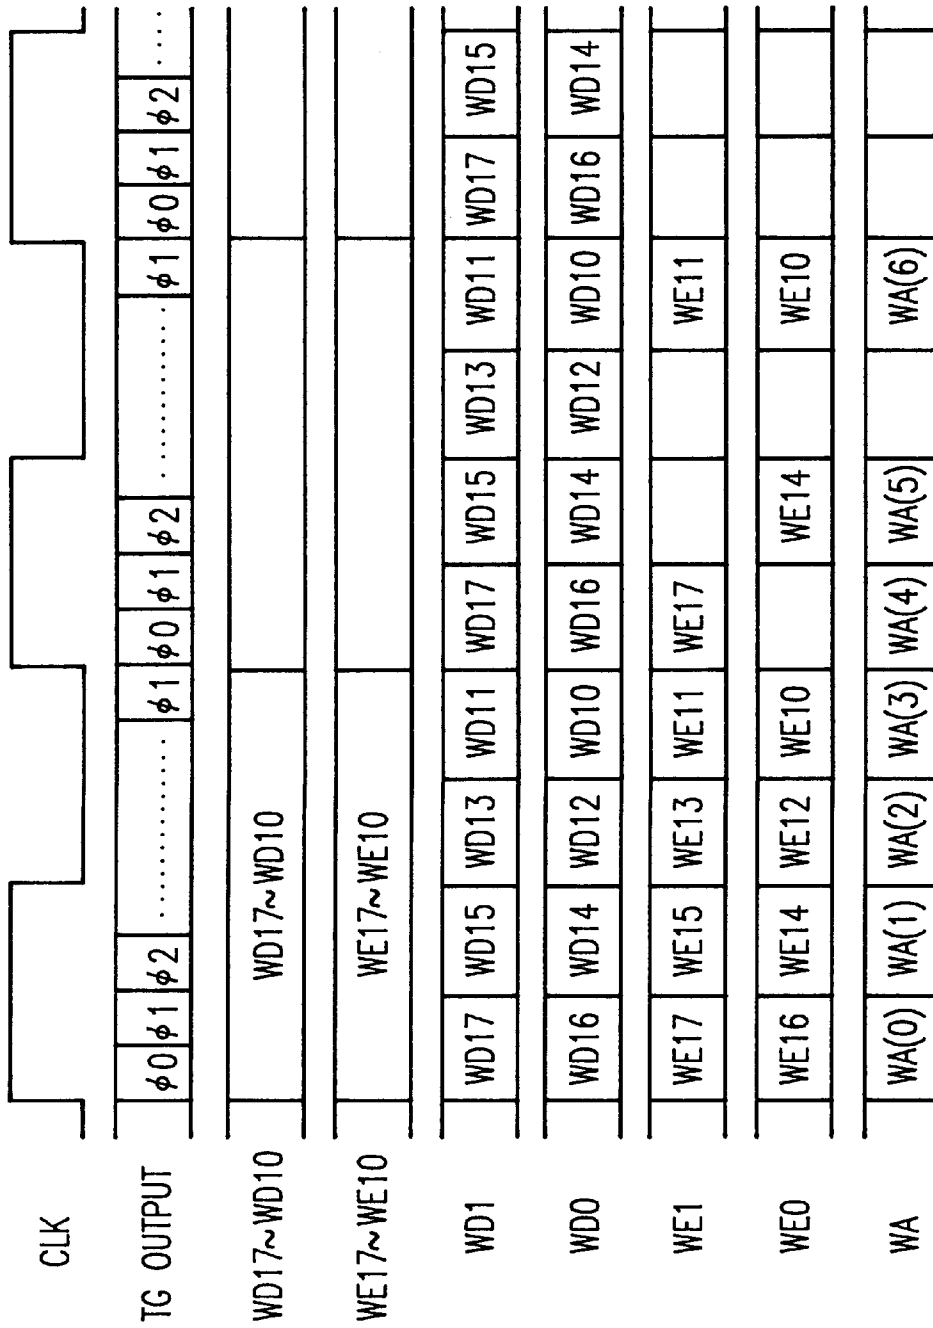 CLK
TG OUTPUT ϕ0 ϕ1 ϕ2 ··········· ϕ1 ϕ0 ϕ1 ϕ2 ··········· ϕ1 ϕ0 ϕ1 ϕ2 ···
WD17~WD10 WD17~WD10
WE17~WE10 WE17~WE10
WD1 WD17 WD15 WD13 WD11 WD17 WD15 WD13 WD11 WD17 WD15
WD0 WD16 WD14 WD12 WD10 WD16 WD14 WD12 WD10 WD16 WD14
WE1 WE17 WE15 WE13 WE11 WE17 WE11
WE0 WE16 WE14 WE12 WE10 WE14 WE10
WA WA(0) WA(1) WA(2) WA(3) WA(4) WA(5) WA(6)